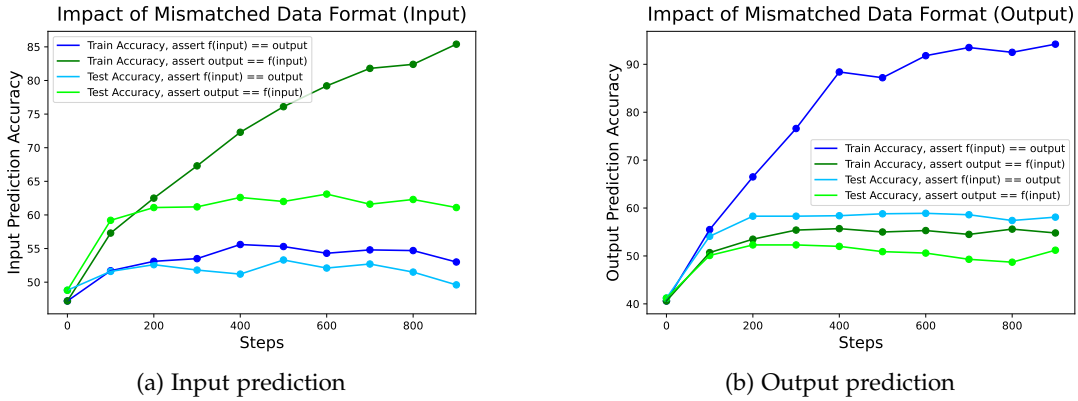 Impact of Mismatched Data Format (Input)
Train Accuracy, assert f(input) == output
Train Accuracy, assert output == f(input)
Test Accuracy, assert f(input) == output
Test Accuracy, assert output == f(input)
Input Prediction Accuracy
85
80
75
70
65
60
55
50
0
200
400
600
800
Steps
(a) Input prediction
Impact of Mismatched Data Format (Output)
Train Accuracy, assert f(input) == output
Train Accuracy, assert output == f(input)
Test Accuracy, assert f(input) == output
Test Accuracy, assert output == f(input)
Output Prediction Accuracy
90
80
70
60
50
40
0
200
400
600
800
Steps
(b) Output prediction